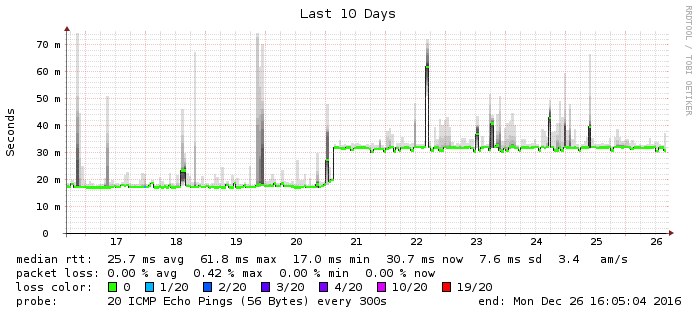 Last 10 Days
RRDTOOL / TOBI OETIKER
Seconds
70 m
60 m
50 m
40 m
30 m
20 m
10 m
0
17 18 19 20 21 22 23 24 25 26
median rtt: 25.7 ms avg 61.8 ms max 17.0 ms min 30.7 ms now 7.6 ms sd 3.4 am/s
packet loss: 0.00 % avg 0.42 % max 0.00 % min 0.00 % now
loss color: 0 1/20 2/20 3/20 4/20 10/20 19/20
probe: 20 ICMP Echo Pings (56 Bytes) every 300s end: Mon Dec 26 16:05:04 2016